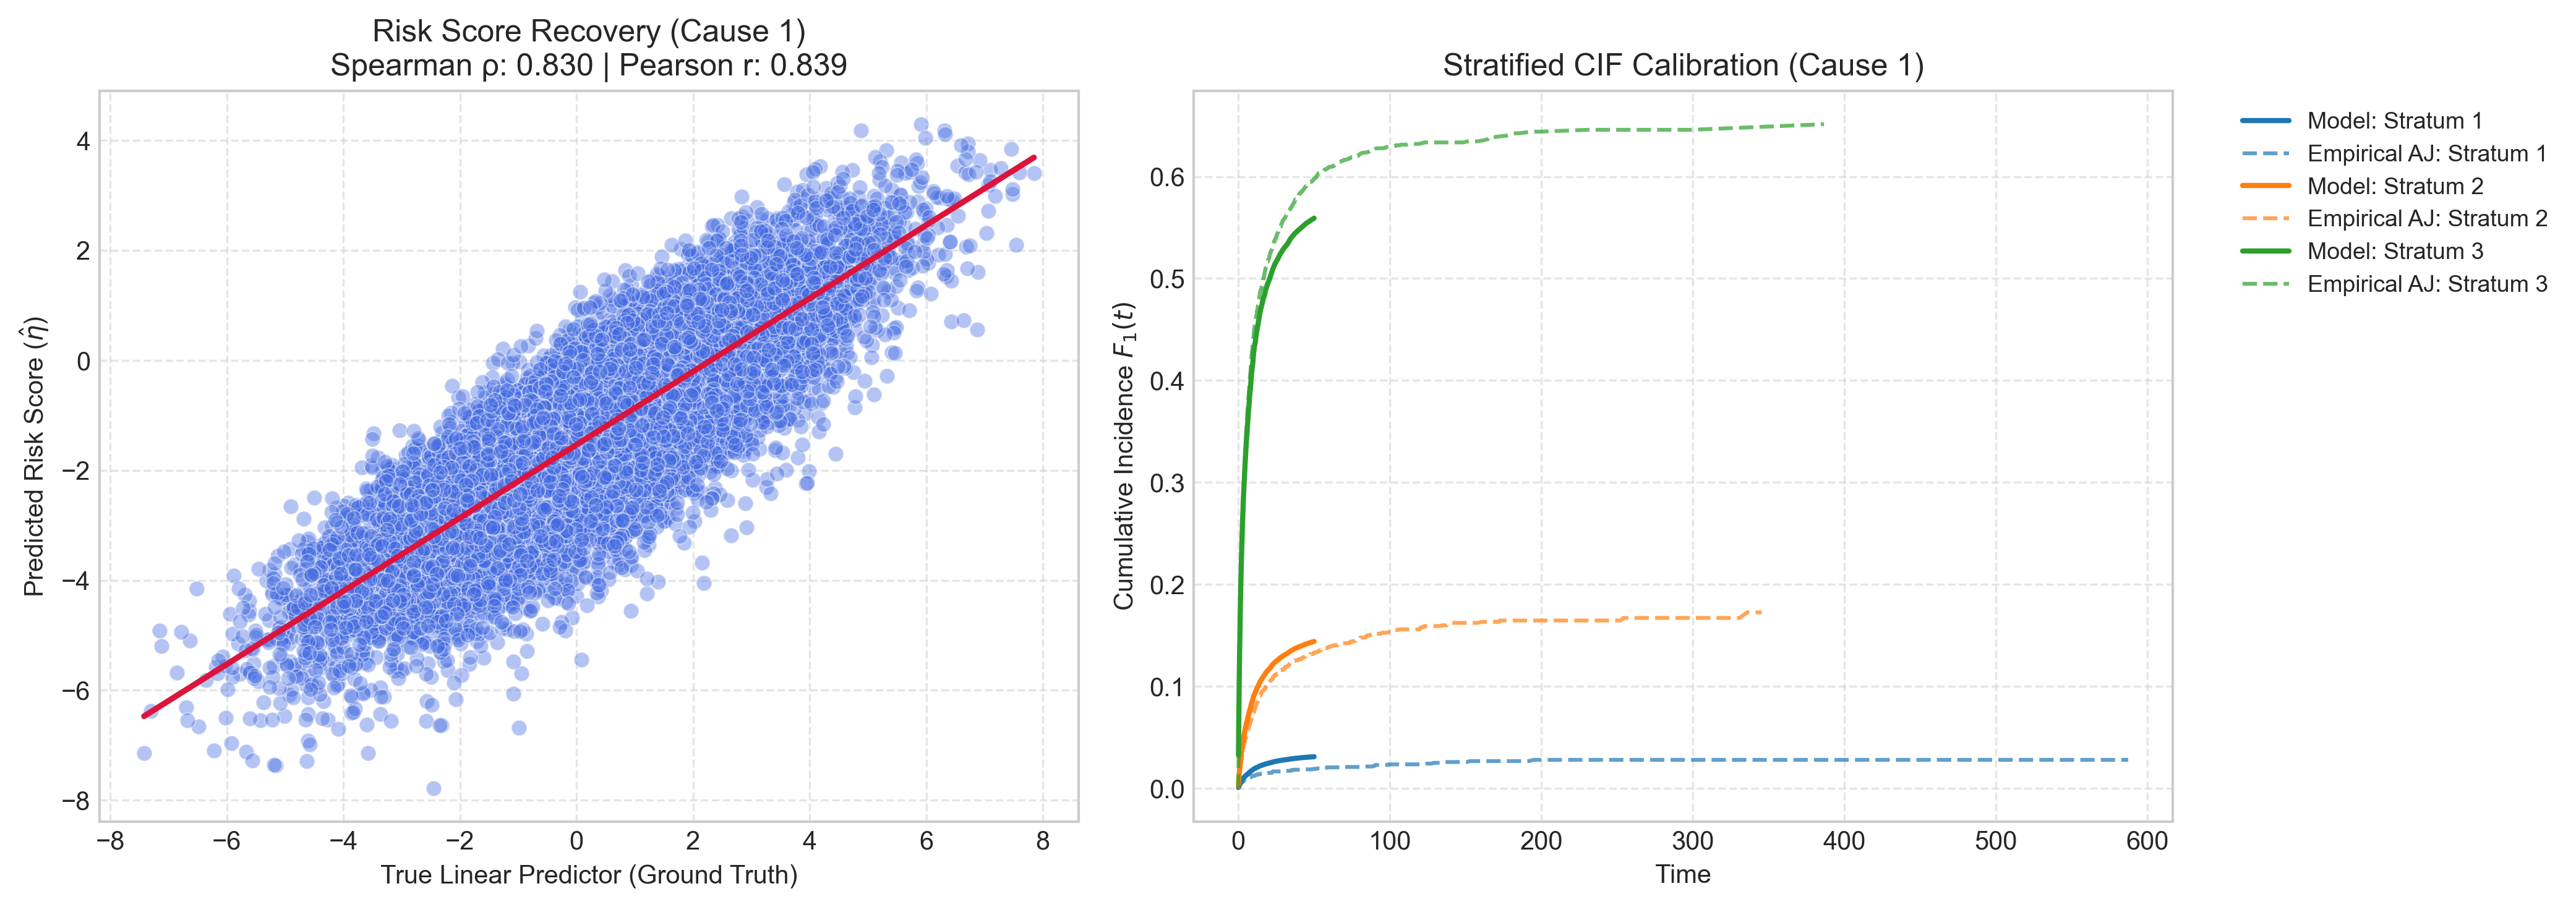 Risk Score Recovery (Cause 1)
Spearman ρ: 0.830 | Pearson r: 0.839
4
2
0
−2
−4
−6
−8
Predicted Risk Score (η̂)
−8
−6
−4
−2
0
2
4
6
8
True Linear Predictor (Ground Truth)
Stratified CIF Calibration (Cause 1)
0.6
0.5
0.4
0.3
0.2
0.1
0.0
Cumulative Incidence F₁(t)
0
100
200
300
400
500
600
Time
Model: Stratum 1
Empirical AJ: Stratum 1
Model: Stratum 2
Empirical AJ: Stratum 2
Model: Stratum 3
Empirical AJ: Stratum 3